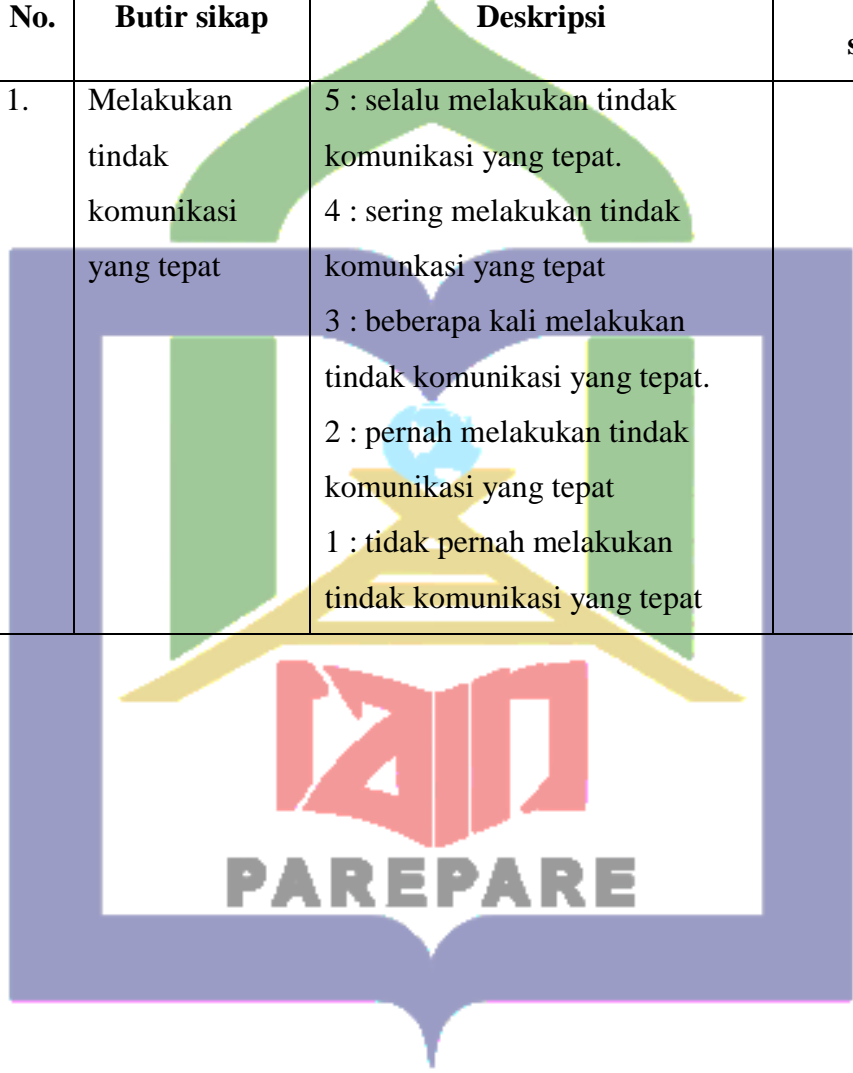 No. Butir sikap Deskripsi
1. Melakukan 5 : selalu melakukan tindak
tindak komunikasi yang tepat.
komunikasi 4 : sering melakukan tindak
yang tepat komunkasi yang tepat
3 : beberapa kali melakukan
tindak komunikasi yang tepat.
2 : pernah melakukan tindak
komunikasi yang tepat
1 : tidak pernah melakukan
tindak komunikasi yang tepat
iain
PAREPARE